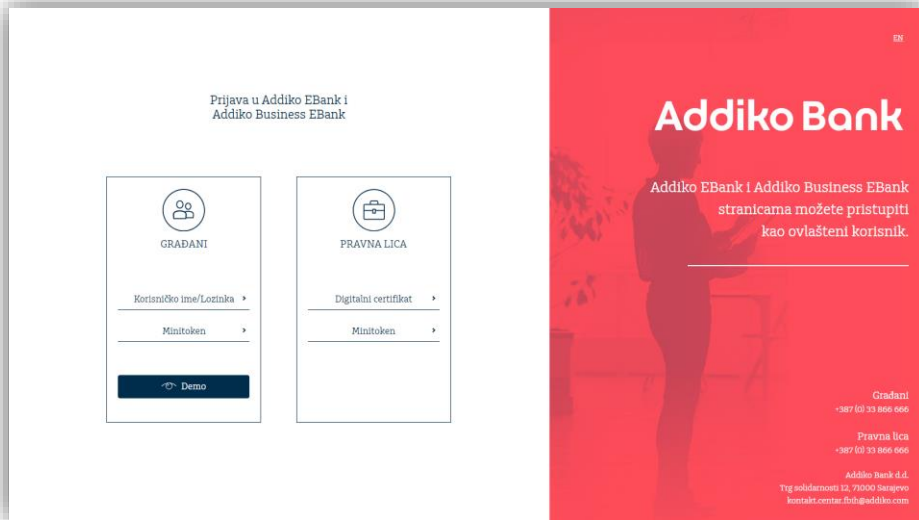 Prijava u Addiko EBank i
Addiko Business EBank
GRAĐANI
Korisničko ime/Lozinka
Minitoken
Demo
PRAVNA LICA
Digitalni certifikat
Minitoken
EN
Addiko Bank
Addiko EBank i Addiko Business EBank
stranicama možete pristupiti
kao ovlašteni korisnik.
Građani
+387 (0) 33 866 666
Pravna lica
+387 (0) 33 866 666
Addiko Bank d.d.
Trg solidarnosti 12, 71000 Sarajevo
kontakt.centar.fbih@addiko.com